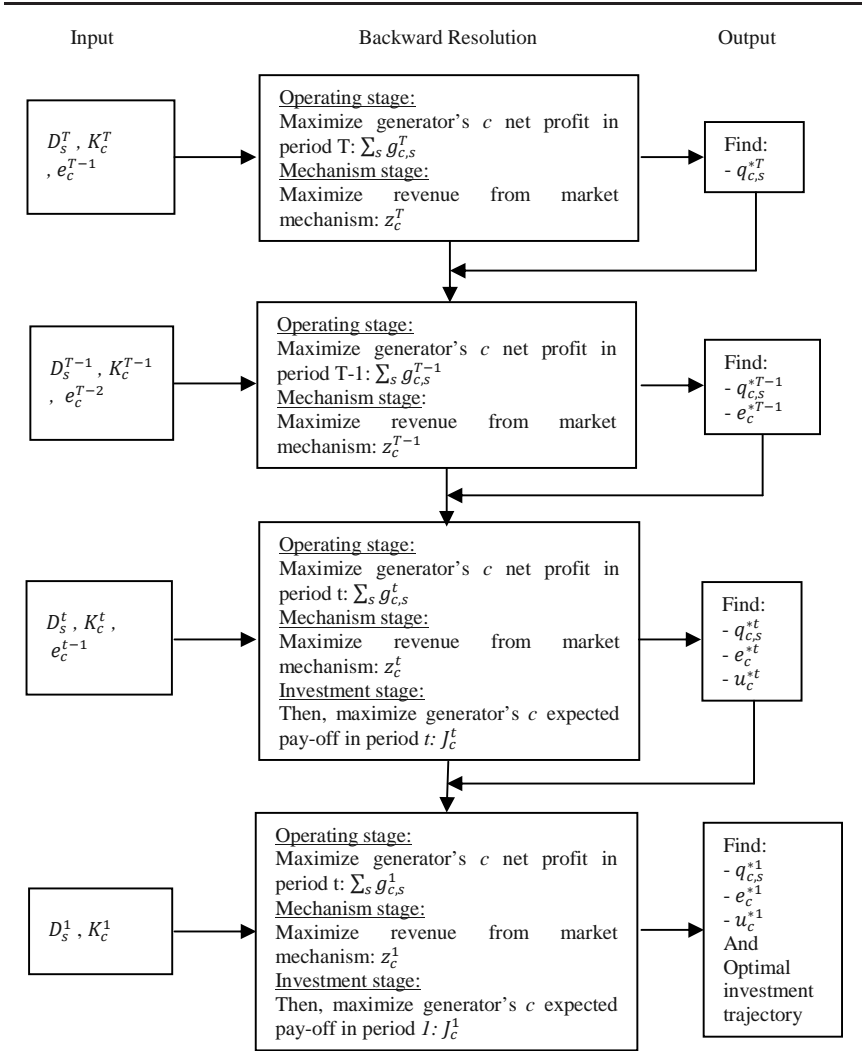 Input
Backward Resolution
Output
D_s^T , K_c^T
, e_c^{T−1}
Operating stage:
Maximize generator's c net profit in
period T: ∑_s g_{c,s}^T
Mechanism stage:
Maximize revenue from market
mechanism: z_c^T
Find:
- q_{c,s}^{*T}
D_s^{T−1} , K_c^{T−1}
, e_c^{T−2}
Operating stage:
Maximize generator's c net profit in
period T-1: ∑_s g_{c,s}^{T−1}
Mechanism stage:
Maximize revenue from market
mechanism: z_c^{T−1}
Find:
- q_{c,s}^{*T−1}
- e_c^{*T−1}
D_s^t , K_c^t ,
e_c^{t−1}
Operating stage:
Maximize generator's c net profit in
period t: ∑_s g_{c,s}^t
Mechanism stage:
Maximize revenue from market
mechanism: z_c^t
Investment stage:
Then, maximize generator's c expected
pay-off in period t: J_c^t
Find:
- q_{c,s}^{*t}
- e_c^{*t}
- u_c^{*t}
D_s^1 , K_c^1
Operating stage:
Maximize generator's c net profit in
period t: ∑_s g_{c,s}^1
Mechanism stage:
Maximize revenue from market
mechanism: z_c^1
Investment stage:
Then, maximize generator's c expected
pay-off in period 1: J_c^1
Find:
- q_{c,s}^{*1}
- e_c^{*1}
- u_c^{*1}
And
Optimal
investment
trajectory